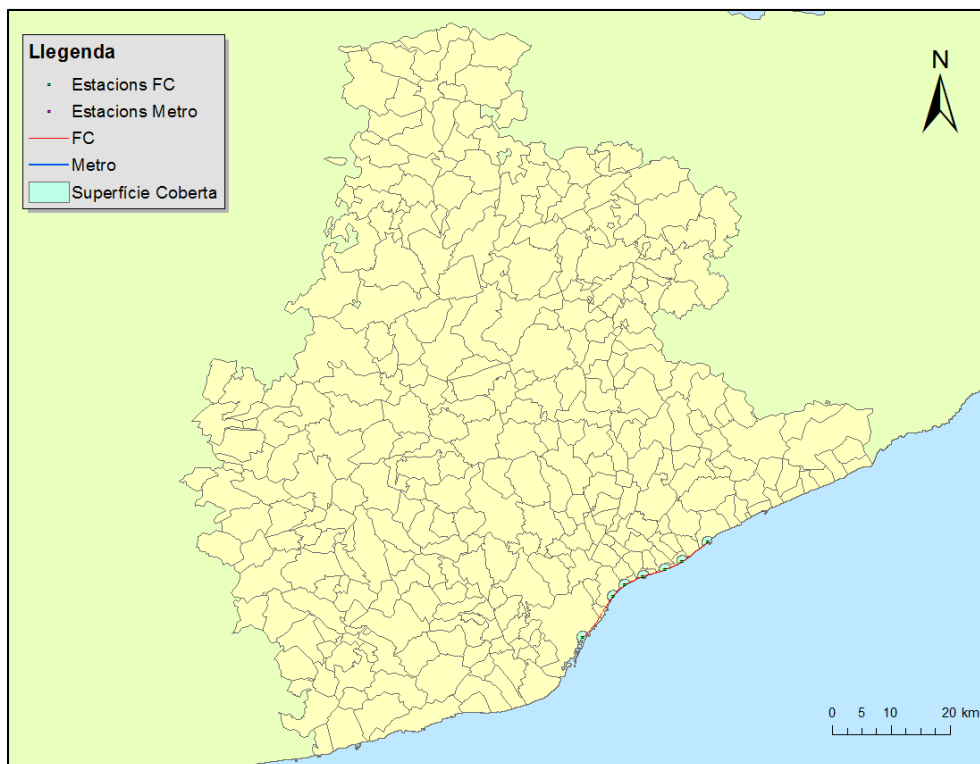 Llegenda
Estacions FC
Estacions Metro
FC
Metro
Superfície Coberta
N
0 5 10 20 km